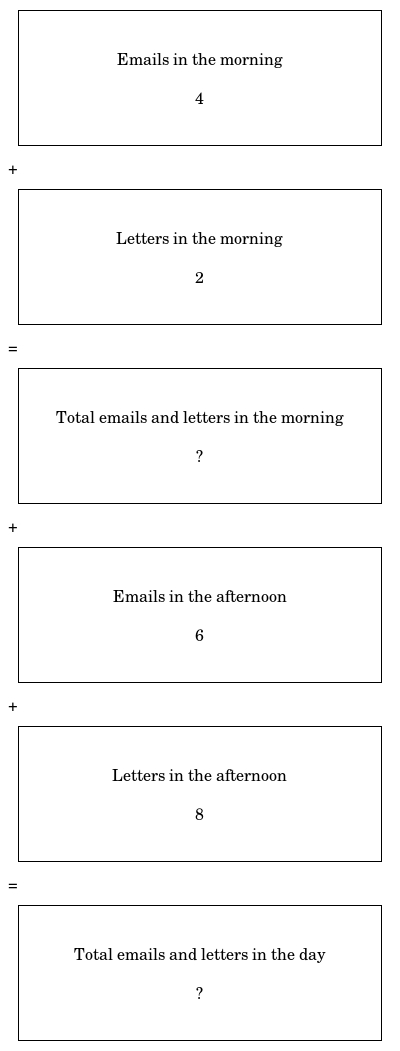 Emails in the morning
4
+
Letters in the morning
2
=
Total emails and letters in the morning
?
+
Emails in the afternoon
6
+
Letters in the afternoon
8
=
Total emails and letters in the day
?